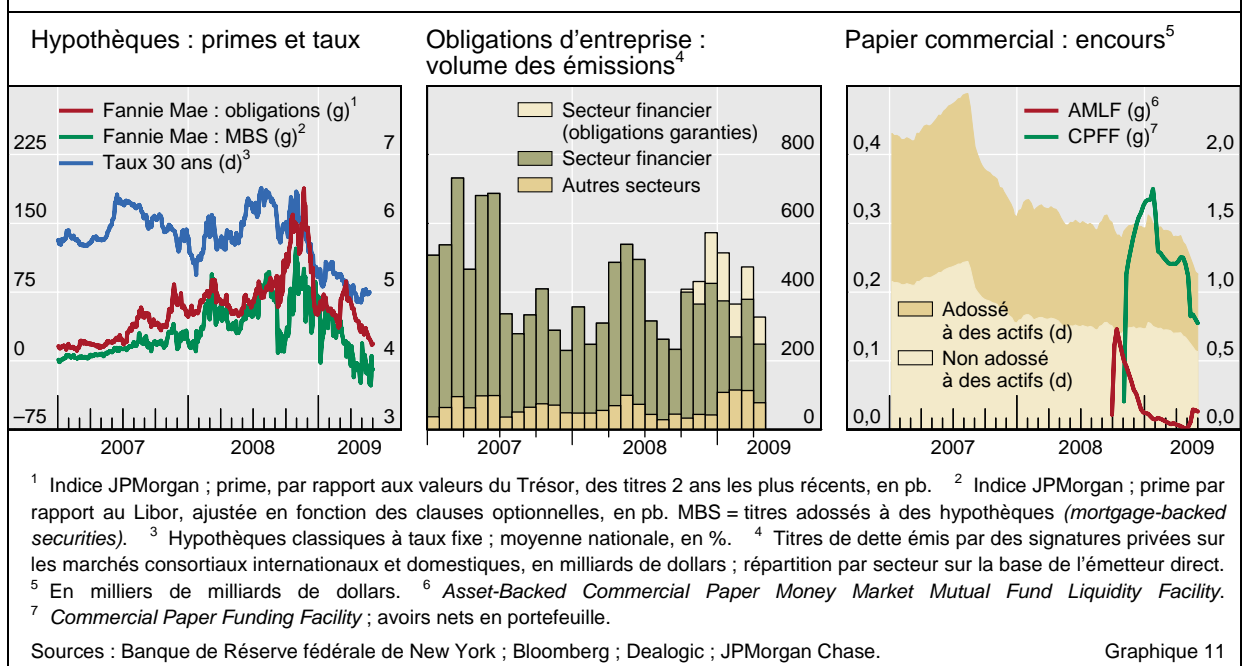 Hypothèques : primes et taux
Fannie Mae : obligations (g)1
Fannie Mae : MBS (g)2
Taux 30 ans (d)3
225
150
75
0
–75
7
6
5
4
3
2007
2008
2009
Obligations d'entreprise :
volume des émissions4
Secteur financier
(obligations garanties)
Secteur financier
Autres secteurs
800
600
400
200
0
2007
2008
2009
Papier commercial : encours5
AMLF (g)6
CPFF (g)7
0,4
0,3
0,2
0,1
0,0
Adossé
à des actifs (d)
Non adossé
à des actifs (d)
2,0
1,5
1,0
0,5
0,0
2007
2008
2009
1 Indice JPMorgan ; prime, par rapport aux valeurs du Trésor, des titres 2 ans les plus récents, en pb. 2 Indice JPMorgan ; prime par
rapport au Libor, ajustée en fonction des clauses optionnelles, en pb. MBS = titres adossés à des hypothèques (mortgage-backed
securities). 3 Hypothèques classiques à taux fixe ; moyenne nationale, en %. 4 Titres de dette émis par des signatures privées sur
les marchés consortiaux internationaux et domestiques, en milliards de dollars ; répartition par secteur sur la base de l'émetteur direct.
5 En milliers de milliards de dollars. 6 Asset-Backed Commercial Paper Money Market Mutual Fund Liquidity Facility.
7 Commercial Paper Funding Facility ; avoirs nets en portefeuille.
Sources : Banque de Réserve fédérale de New York ; Bloomberg ; Dealogic ; JPMorgan Chase.
Graphique 11